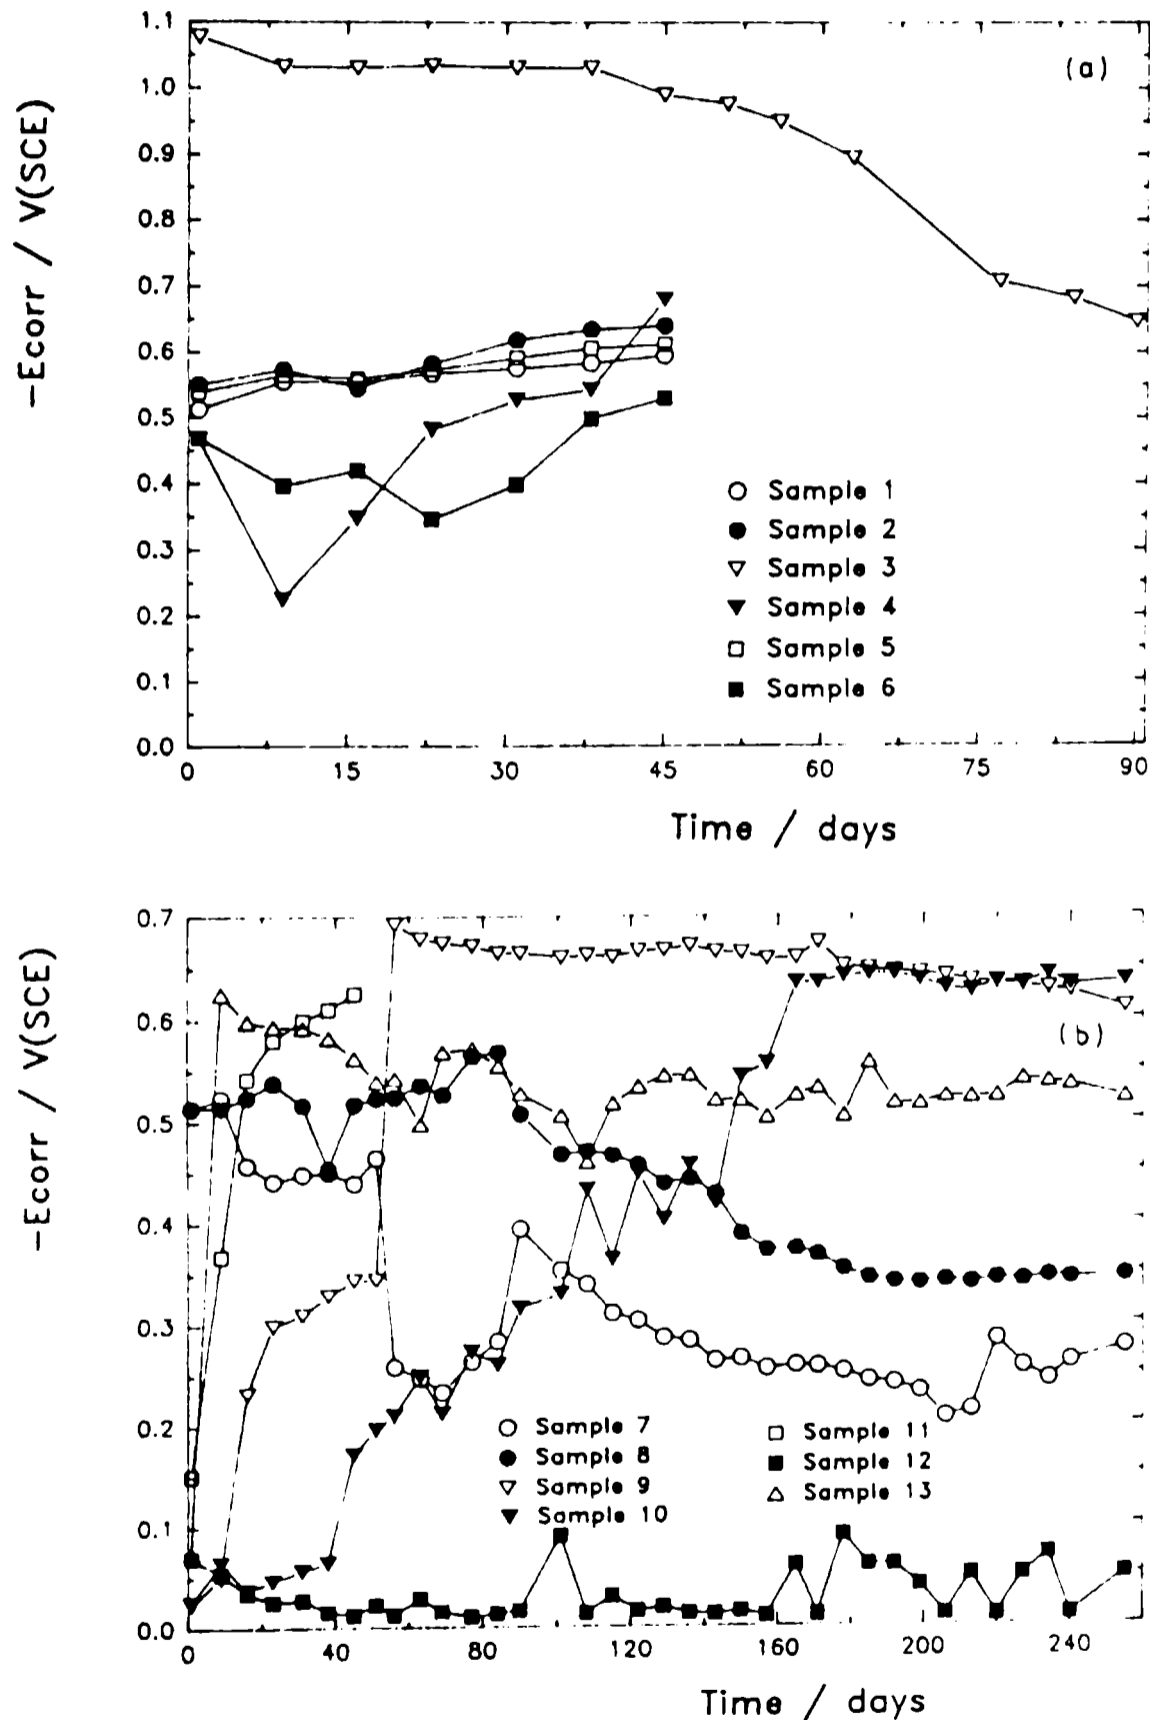 1.1
(a)
1.0
0.9
0.8
0.7
0.6
0.5
0.4
0.3
0.2
0.1
0.0
−Ecorr / V(SCE)
Sample 1
Sample 2
Sample 3
Sample 4
Sample 5
Sample 6
0 15 30 45 60 75 90
Time / days
0.7
0.6
(b)
0.5
0.4
0.3
0.2
0.1
0.0
−Ecorr / V(SCE)
Sample 7
Sample 8
Sample 9
Sample 10
Sample 11
Sample 12
Sample 13
0 40 80 120 160 200 240
Time / days